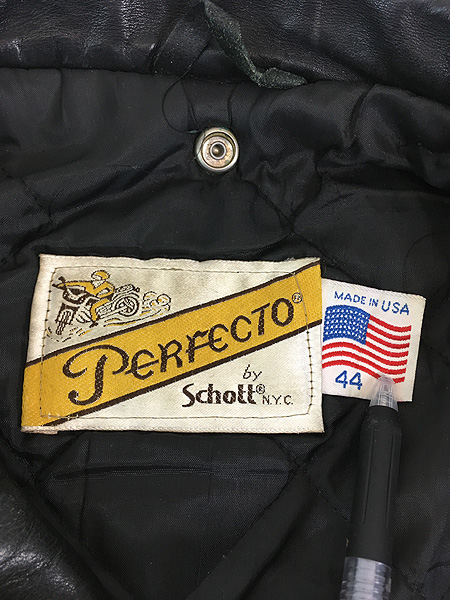 PERFECTO®
by
Schott® N.Y.C.
MADE IN USA
44